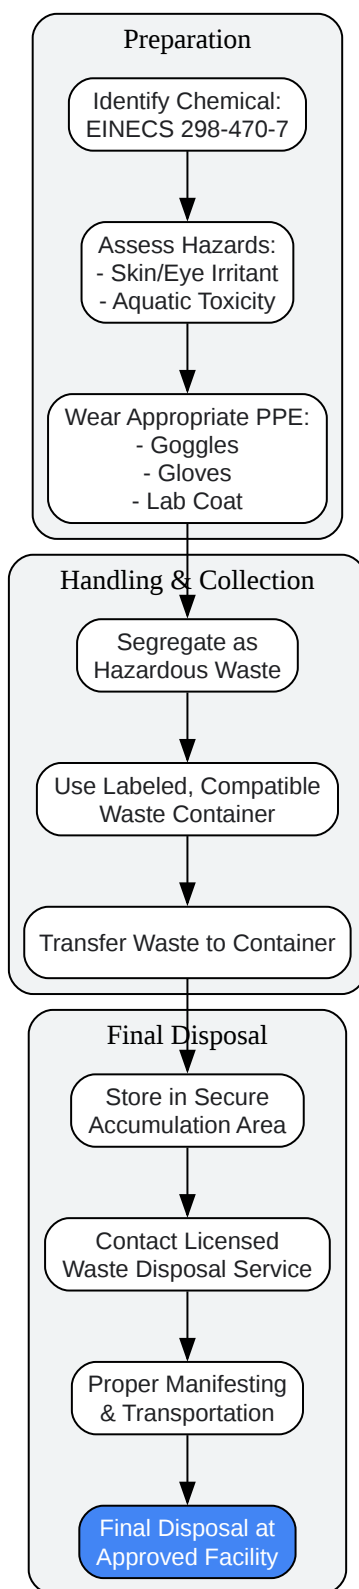 Preparation
Identify Chemical:
EINECS 298-470-7
Assess Hazards:
- Skin/Eye Irritant
- Aquatic Toxicity
Wear Appropriate PPE:
- Goggles
- Gloves
- Lab Coat
Handling & Collection
Segregate as
Hazardous Waste
Use Labeled, Compatible
Waste Container
Transfer Waste to Container
Final Disposal
Store in Secure
Accumulation Area
Contact Licensed
Waste Disposal Service
Proper Manifesting
& Transportation
Final Disposal at
Approved Facility